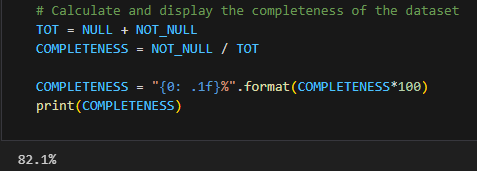 # Calculate and display the completeness of the dataset
TOT = NULL + NOT_NULL
COMPLETENESS = NOT_NULL / TOT
COMPLETENESS = "{0: .1f}%".format(COMPLETENESS*100)
print(COMPLETENESS)
82.1%